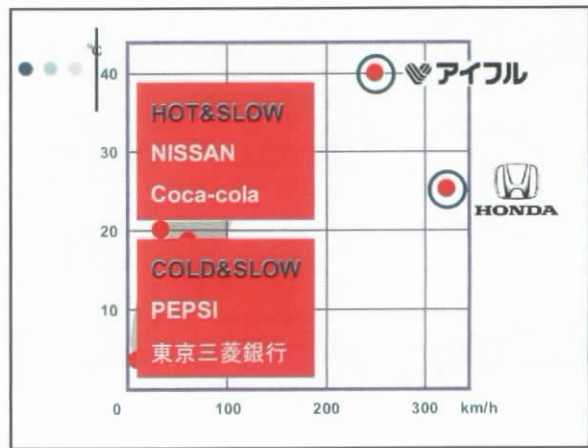 °C
40
アイフル
HOT&SLOW
30
NISSAN
Coca-cola
HONDA
20
COLD&SLOW
10
PEPSI
東京三菱銀行
0
100
200
300
km/h